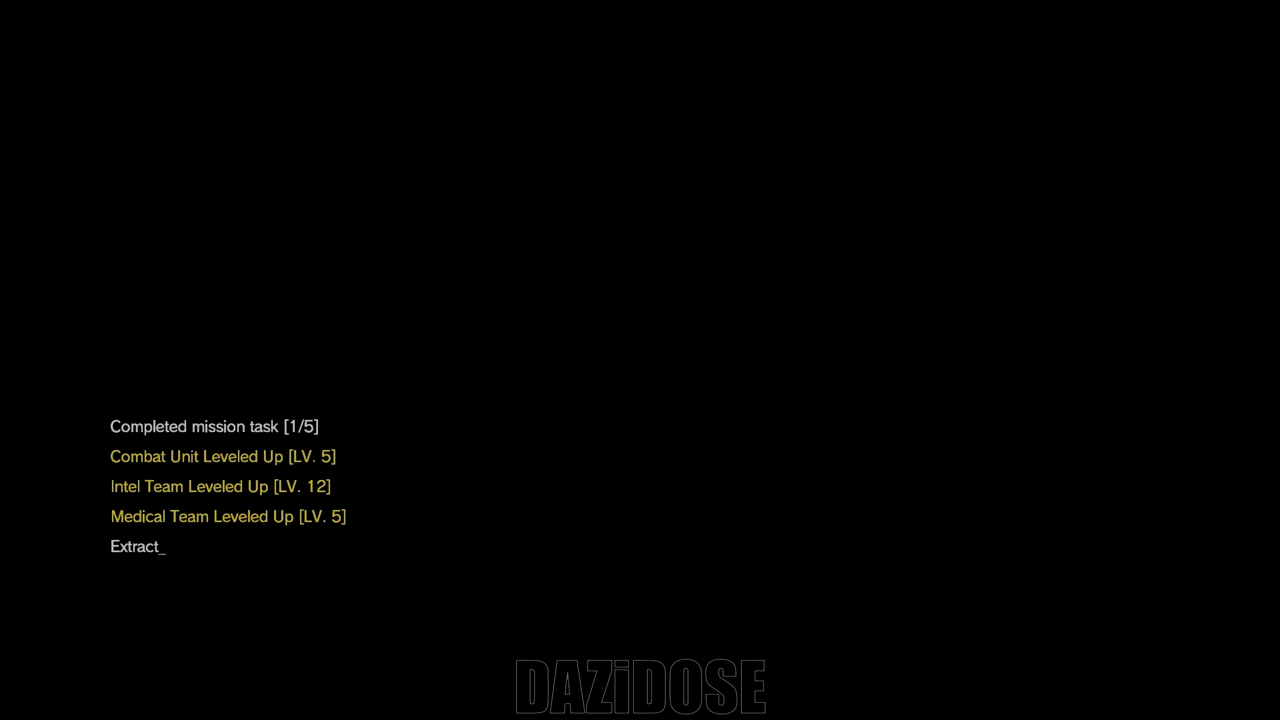 Completed mission task [1/5]
Combat Unit Leveled Up [LV. 5]
Intel Team Leveled Up [LV. 12]
Medical Team Leveled Up [LV. 5]
Extract_
DAZiDOSE